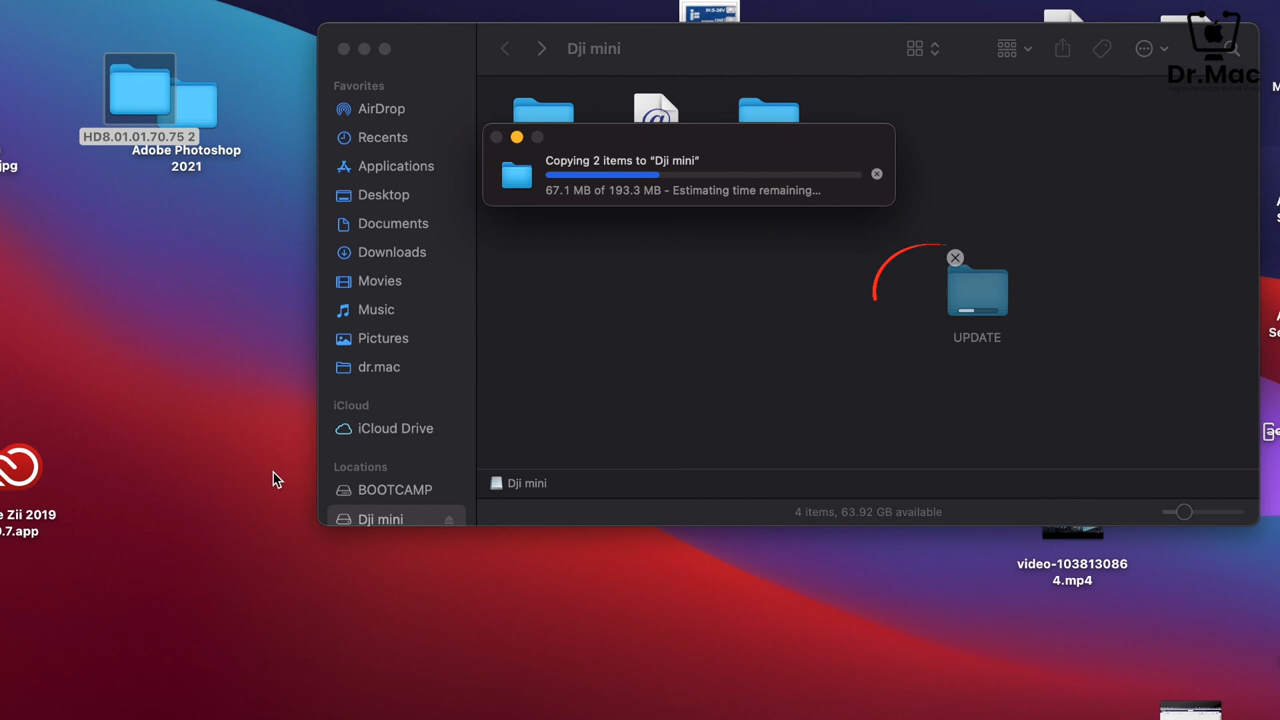 Dji mini
Dr.Mac
HD8.01.01.70.75 2
Adobe Photoshop
2021
jpg
Favorites
AirDrop
Recents
Applications
Desktop
Documents
Downloads
Movies
Music
Pictures
dr.mac
iCloud
iCloud Drive
Locations
BOOTCAMP
Dji mini
Copying 2 items to “Dji mini”
67.1 MB of 193.3 MB - Estimating time remaining...
UPDATE
Dji mini
4 items, 63.92 GB available
e Zii 2019
0.7.app
video-103813086
4.mp4